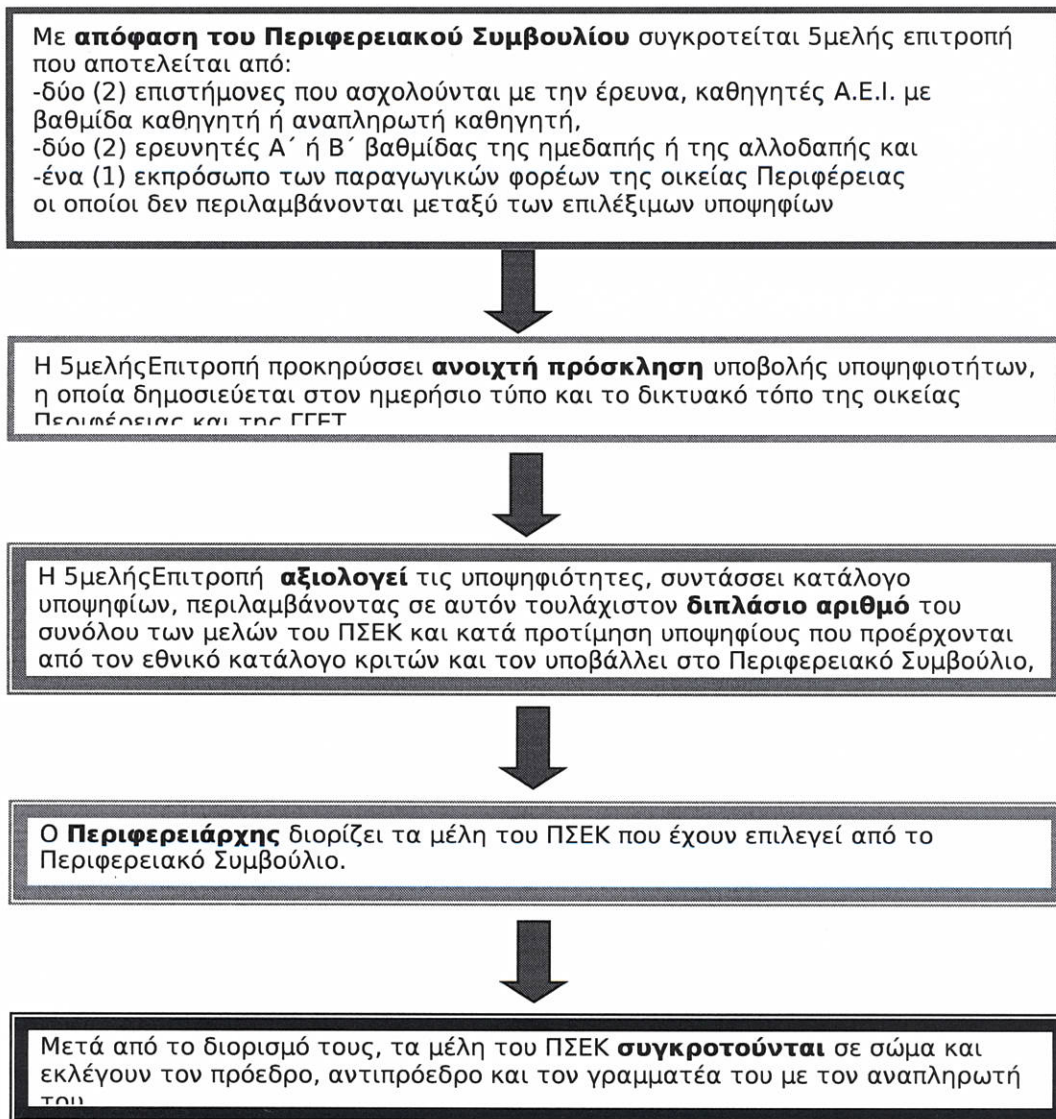 Με απόφαση του Περιφερειακού Συμβουλίου συγκροτείται 5μελής επιτροπή
που αποτελείται από:
-δύο (2) επιστήμονες που ασχολούνται με την έρευνα, καθηγητές Α.Ε.Ι. με
βαθμίδα καθηγητή ή αναπληρωτή καθηγητή,
-δύο (2) ερευνητές Α΄ ή Β΄ βαθμίδας της ημεδαπής ή της αλλοδαπής και
-ένα (1) εκπρόσωπο των παραγωγικών φορέων της οικείας Περιφέρειας
οι οποίοι δεν περιλαμβάνονται μεταξύ των επιλέξιμων υποψηφίων
Η 5μελήςΕπιτροπή προκηρύσσει ανοιχτή πρόσκληση υποβολής υποψηφιοτήτων,
η οποία δημοσιεύεται στον ημερήσιο τύπο και το δικτυακό τόπο της οικείας
Περιφέρειας και της ΓΓΕΤ
Η 5μελήςΕπιτροπή αξιολογεί τις υποψηφιότητες, συντάσσει κατάλογο
υποψηφίων, περιλαμβάνοντας σε αυτόν τουλάχιστον διπλάσιο αριθμό του
συνόλου των μελών του ΠΣΕΚ και κατά προτίμηση υποψηφίους που προέρχονται
από τον εθνικό κατάλογο κριτών και τον υποβάλλει στο Περιφερειακό Συμβούλιο,
Ο Περιφερειάρχης διορίζει τα μέλη του ΠΣΕΚ που έχουν επιλεγεί από το
Περιφερειακό Συμβούλιο.
Μετά από το διορισμό τους, τα μέλη του ΠΣΕΚ συγκροτούνται σε σώμα και
εκλέγουν τον πρόεδρο, αντιπρόεδρο και τον γραμματέα του με τον αναπληρωτή
του